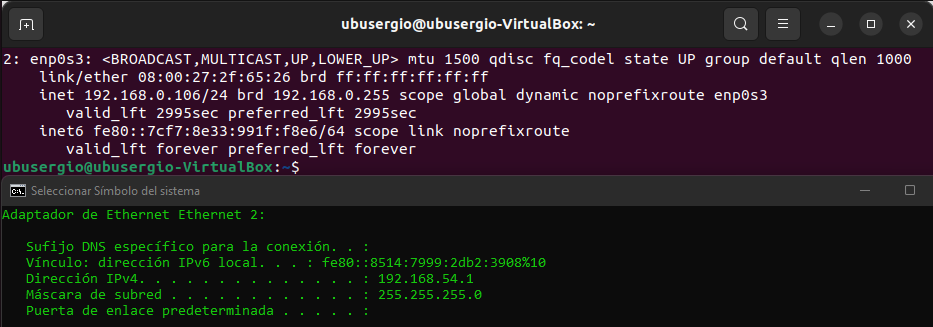 ubusergio@ubusergio-VirtualBox: ~
2: enp0s3: <BROADCAST,MULTICAST,UP,LOWER_UP> mtu 1500 qdisc fq_codel state UP group default qlen 1000
link/ether 08:00:27:2f:65:26 brd ff:ff:ff:ff:ff:ff
inet 192.168.0.106/24 brd 192.168.0.255 scope global dynamic noprefixroute enp0s3
valid_lft 2995sec preferred_lft 2995sec
inet6 fe80::7cf7:8e33:991f:f8e6/64 scope link noprefixroute
valid_lft forever preferred_lft forever
ubusergio@ubusergio-VirtualBox:~$
Seleccionar Símbolo del sistema
Adaptador de Ethernet Ethernet 2:
Sufijo DNS específico para la conexión. . :
Vínculo: dirección IPv6 local. . . : fe80::8514:7999:2db2:3908%10
Dirección IPv4. . . . . . . . . . . . . . : 192.168.54.1
Máscara de subred . . . . . . . . . . . . : 255.255.255.0
Puerta de enlace predeterminada . . . . . :